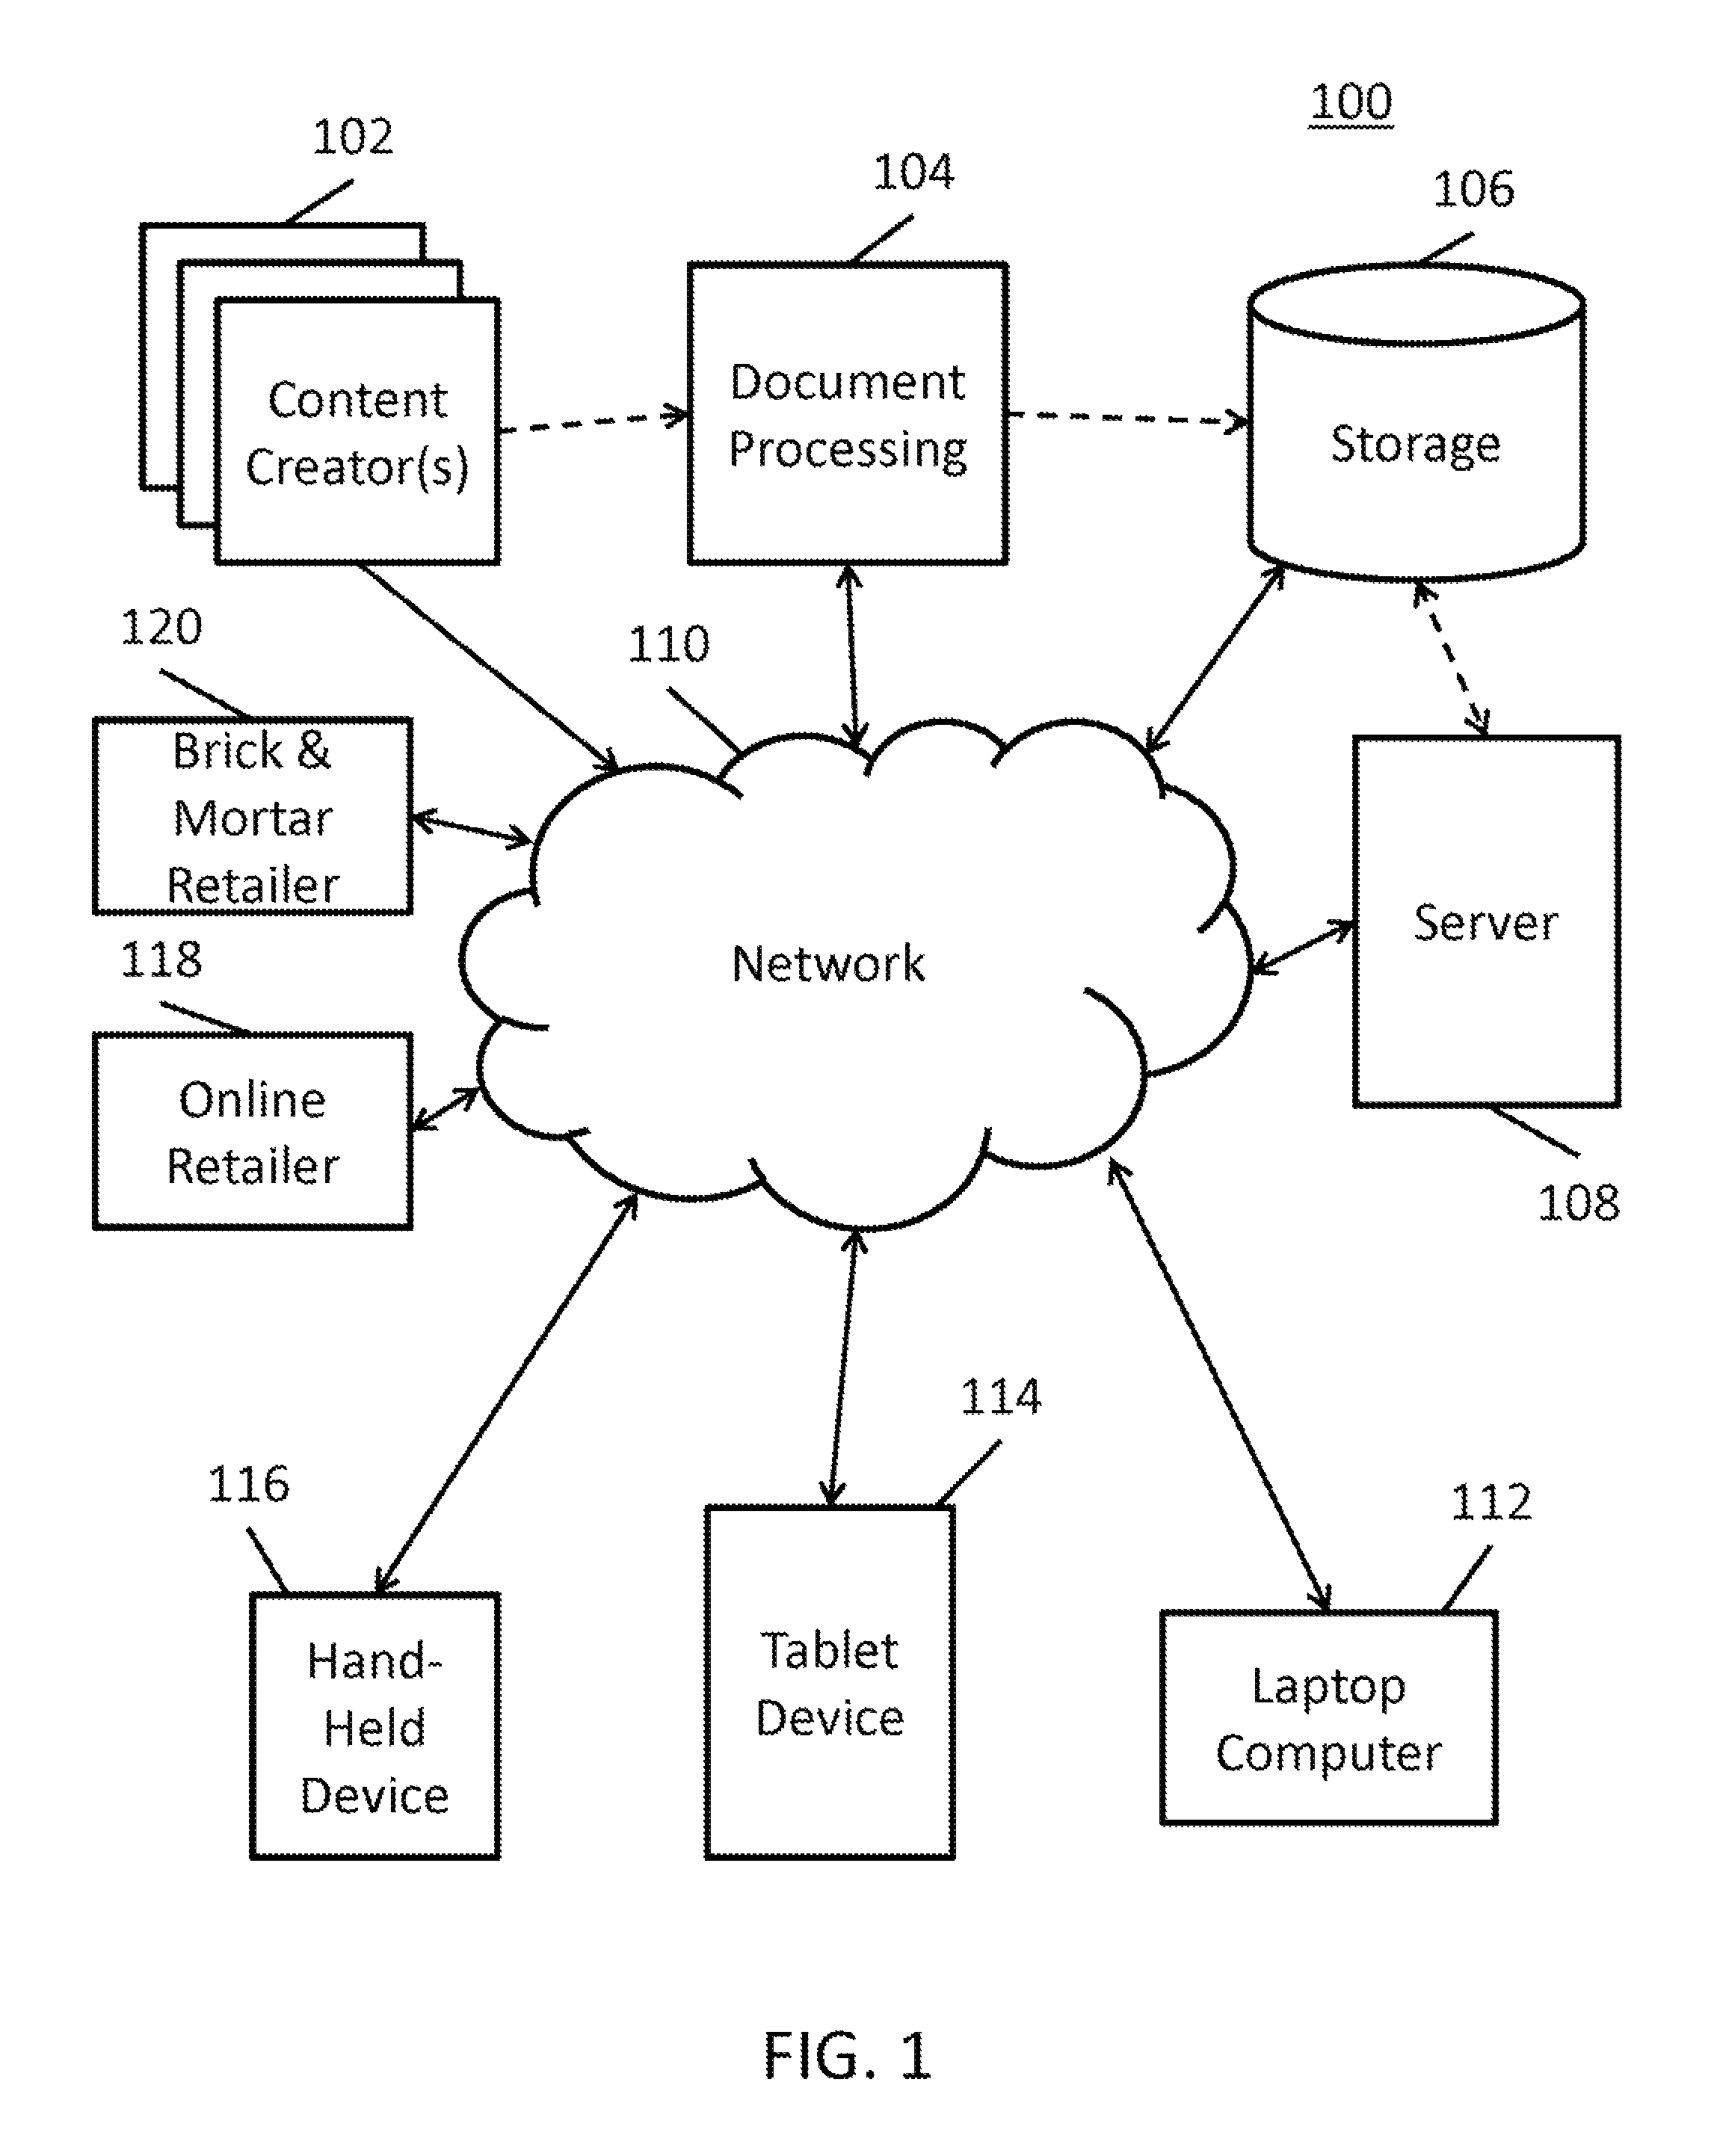 100
102
104
106
Content
Creator(s)
Document
Processing
Storage
120
110
Brick &
Mortar
Retailer
Network
Server
118
Online
Retailer
108
116
114
112
Hand-
Held
Device
Tablet
Device
Laptop
Computer
FIG. 1